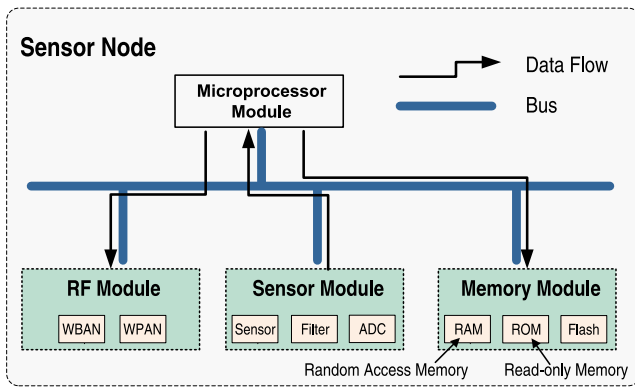 Sensor Node
Microprocessor
Module
Data Flow
Bus
RF Module
WBAN
WPAN
Sensor Module
Sensor
Filter
ADC
Memory Module
RAM
ROM
Flash
Random Access Memory
Read-only Memory